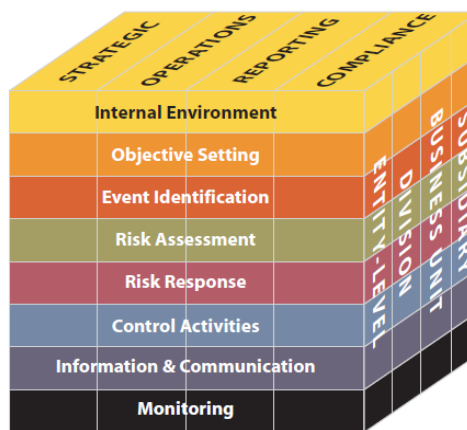 STRATEGIC
OPERATIONS
REPORTING
COMPLIANCE
Internal Environment
Objective Setting
Event Identification
Risk Assessment
Risk Response
Control Activities
Information & Communication
Monitoring
ENTITY-LEVEL
DIVISION
BUSINESS UNIT
SUBSIDIARY